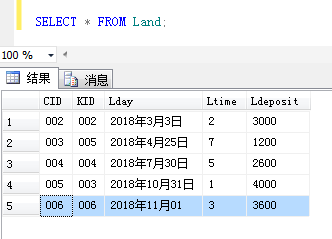 SELECT * FROM Land;
100 %
结果 消息
CID KID Lday Ltime Ldeposit
1 002 002 2018年3月3日 2 3000
2 003 005 2018年4月25日 7 1200
3 004 004 2018年7月30日 5 2600
4 005 003 2018年10月31日 1 4000
5 006 006 2018年11月01 3 3600